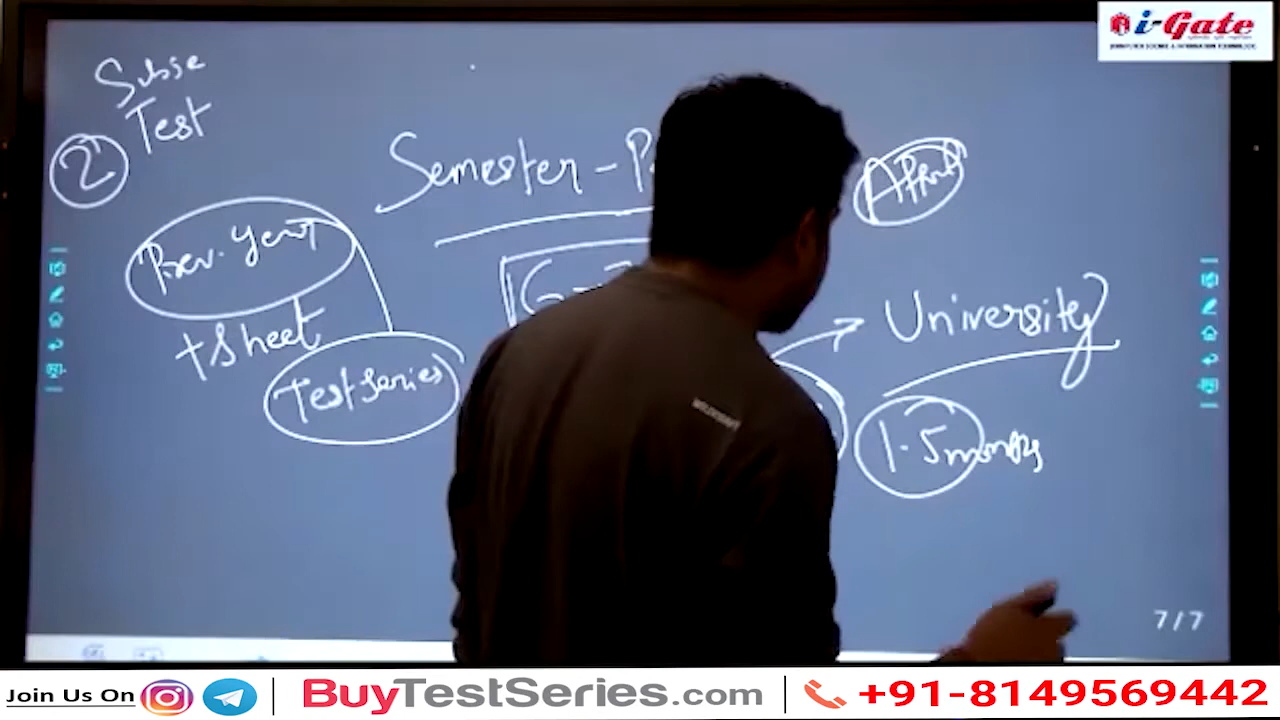 i-Gate
Subse
Test
2
Semester - P
Prev. Year
+ Sheet
Test Series
University
1.5 months
7/7
Join Us On
BuyTestSeries.com
+91-8149569442